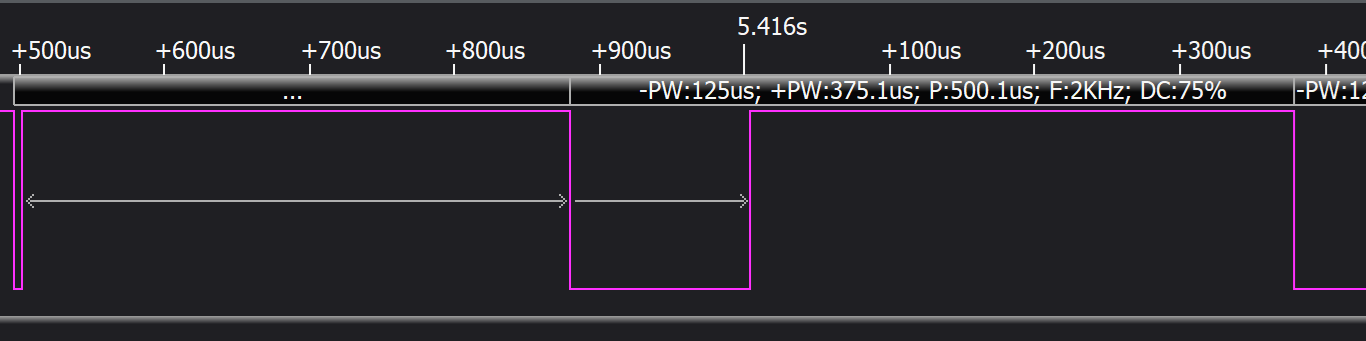 5.416s
+500us +600us +700us +800us +900us +100us +200us +300us +400
... -PW:125us; +PW:375.1us; P:500.1us; F:2KHz; DC:75% -PW:12